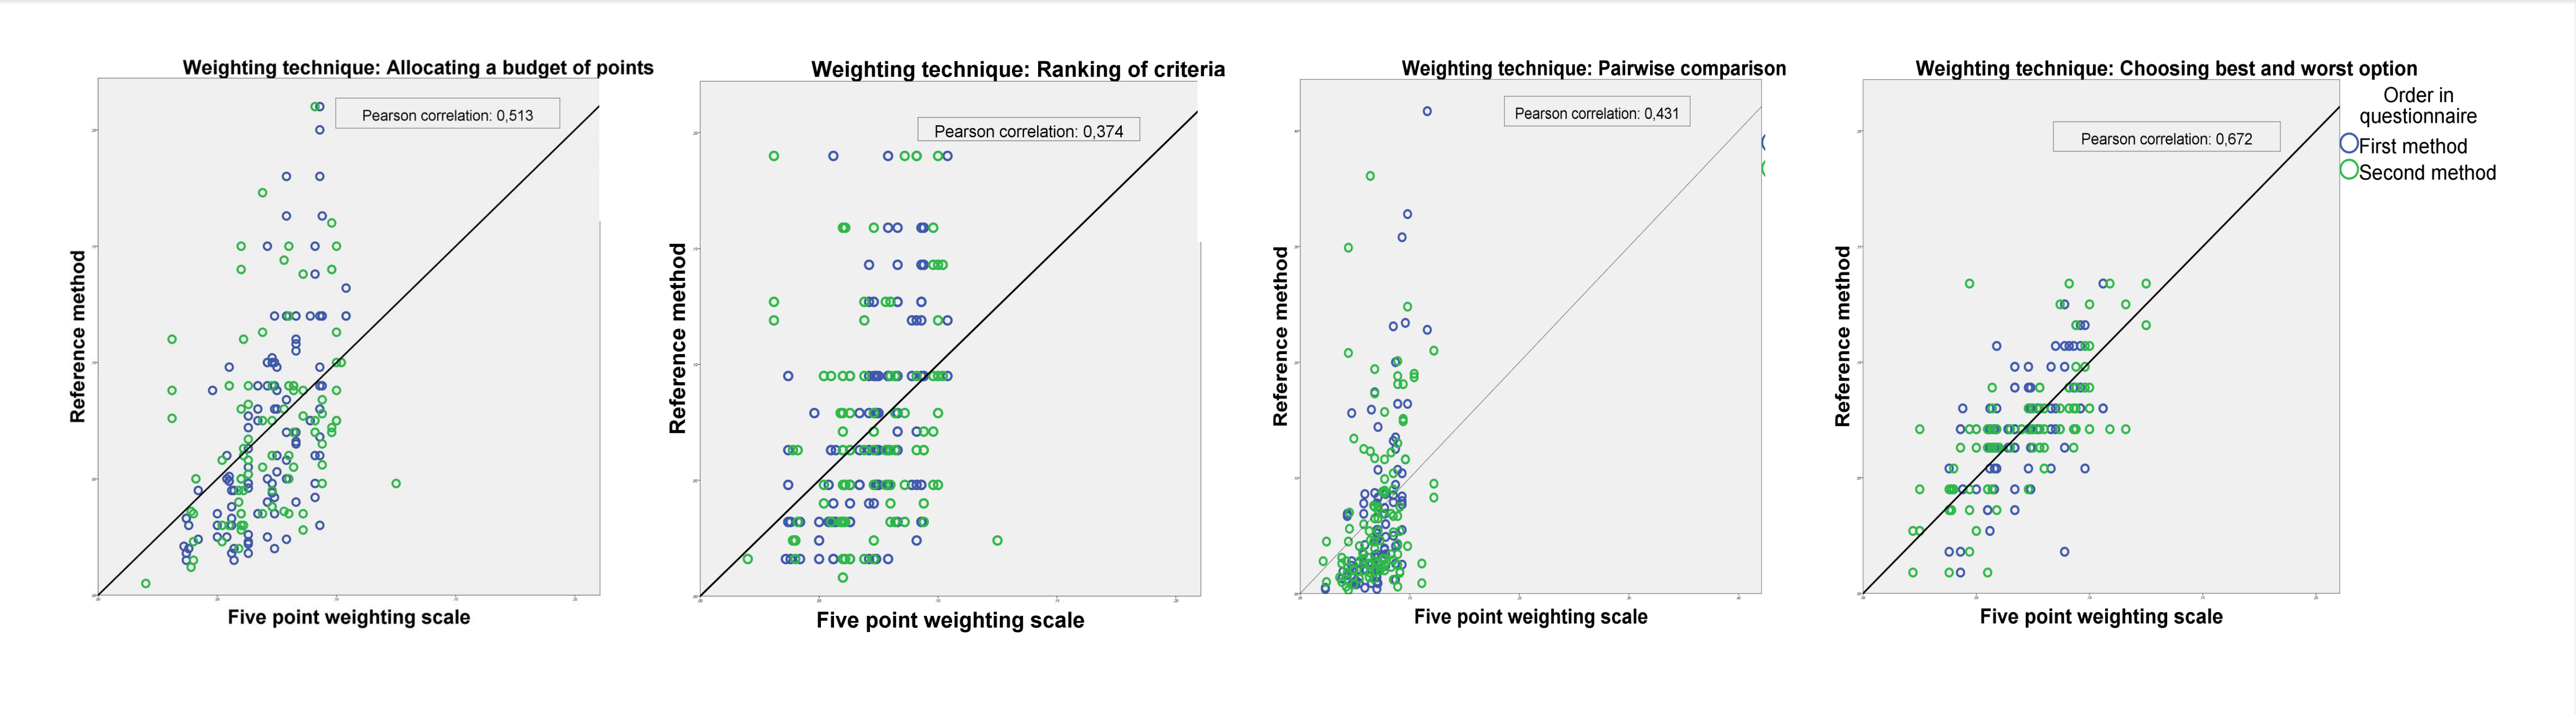 Weighting technique: Allocating a budget of points
Pearson correlation: 0,513
Reference method
Five point weighting scale
Weighting technique: Ranking of criteria
Pearson correlation: 0,374
Reference method
Five point weighting scale
Weighting technique: Pairwise comparison
Pearson correlation: 0,431
Reference method
Five point weighting scale
Weighting technique: Choosing best and worst option
Pearson correlation: 0,672
Reference method
Five point weighting scale
Order in
questionnaire
First method
Second method